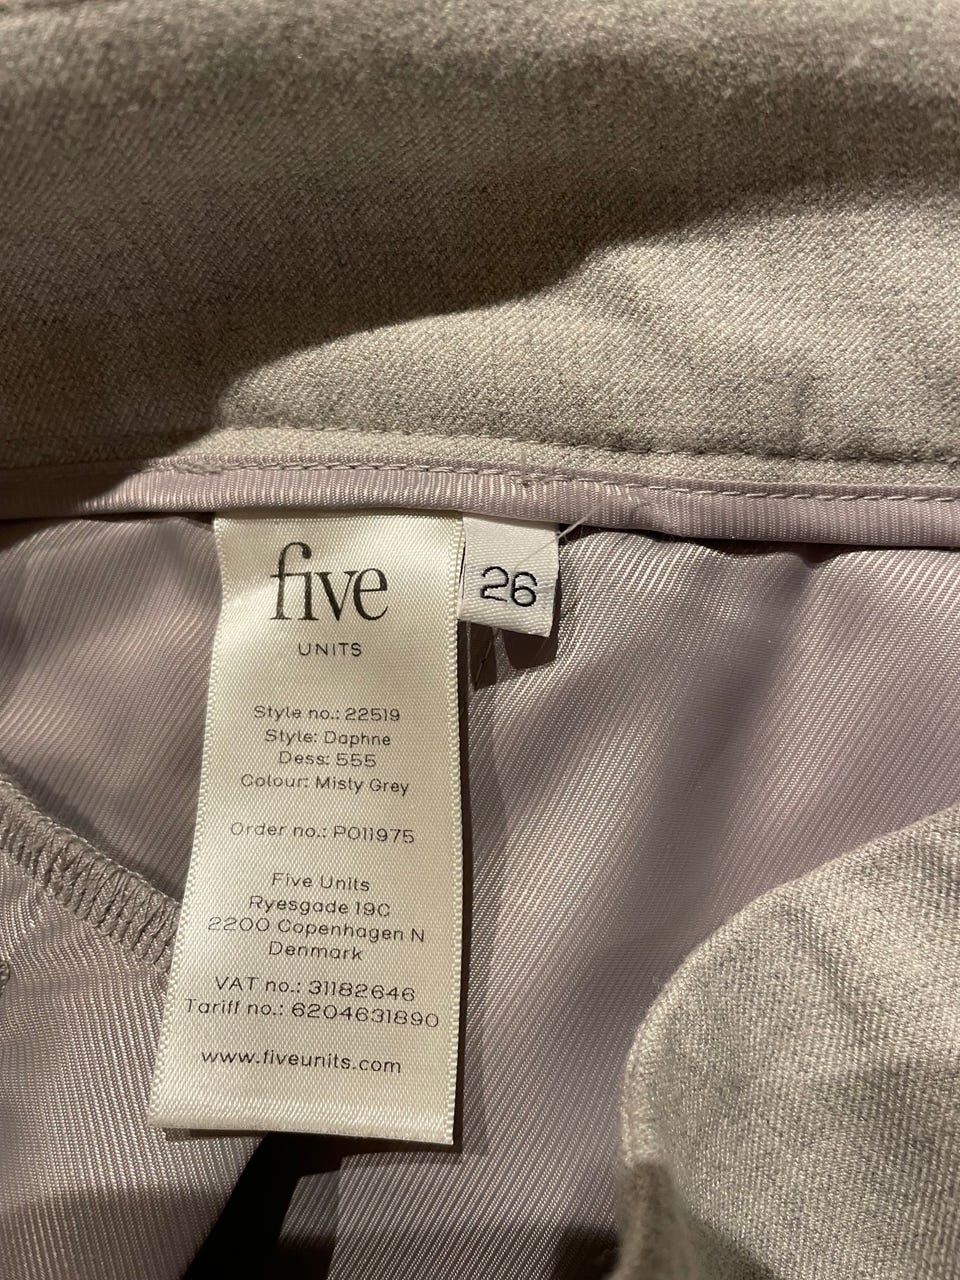 five
UNITS
26
Style no.: 22519
Style: Daphne
Dess: 555
Colour: Misty Grey
Order no.: PO11975
Five Units
Ryesgade 19C
2200 Copenhagen N
Denmark
VAT no.: 31182646
Tariff no.: 6204631890
www.fiveunits.com